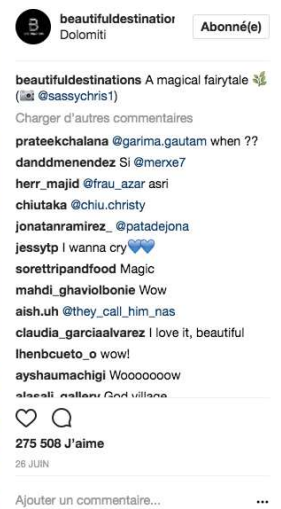 beautifuldestination
Abonné(e)
Dolomiti
beautifuldestinations A magical fairytale 🌿
(📷 @sassychris1)
Charger d'autres commentaires
prateekchalana @garima.gautam when ??
danddmenendez Si @merxe7
herr_majid @frau_azar asri
chiutaka @chiu.christy
jonatanramirez_ @patadejona
jessytp I wanna cry💙💙
sorettripandfood Magic
mahdi_ghaviolbonie Wow
aish.uh @they_call_him_nas
claudia_garciaalvarez I love it, beautiful
lhenbcueto_o wow!
ayshaumachigi Wooooooow
alasali_gallery God village
275 508 J'aime
26 JUIN
Ajouter un commentaire...